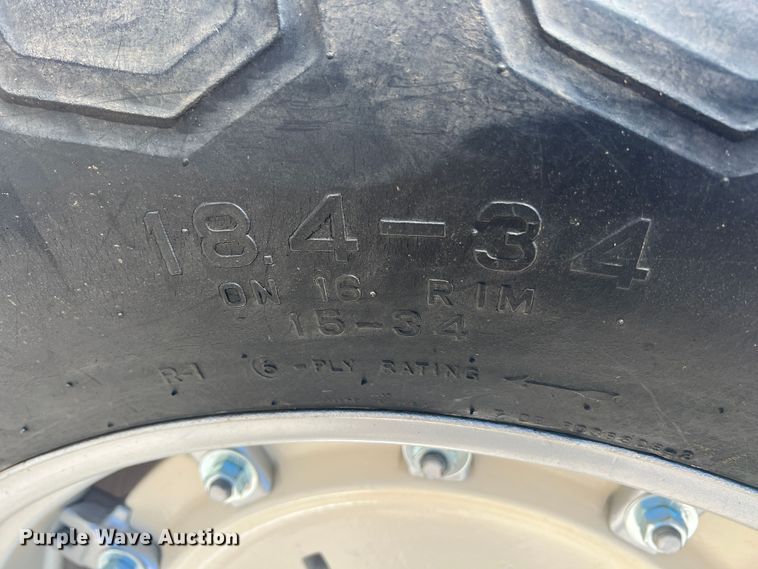 18.4-34
ON 16 RIM
15-34
R-1 6 -PLY RATING
Purple Wave Auction